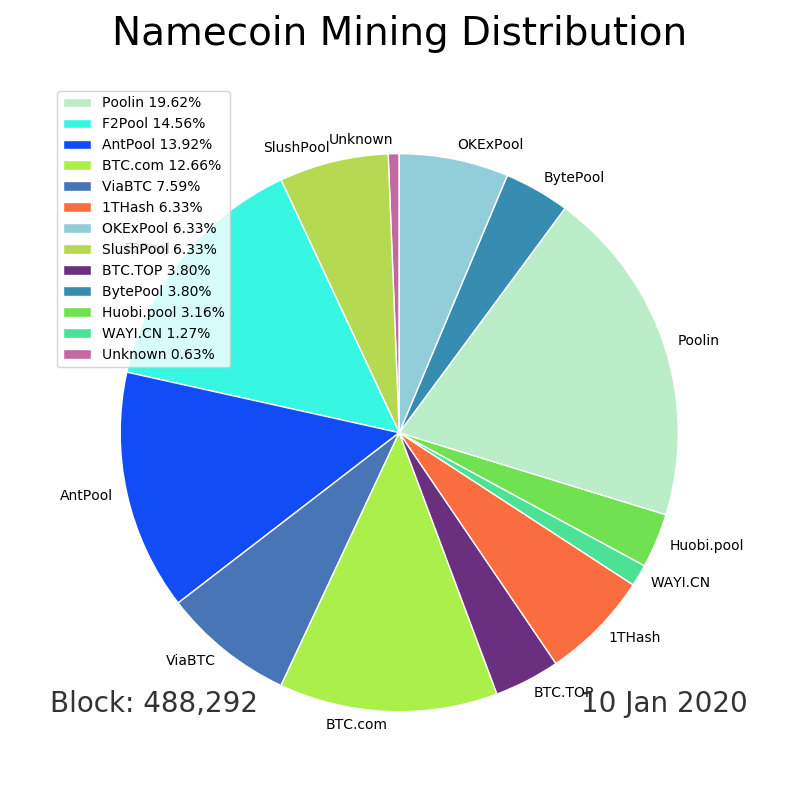 Namecoin Mining Distribution
Poolin 19.62%
F2Pool 14.56%
AntPool 13.92%
BTC.com 12.66%
ViaBTC 7.59%
1THash 6.33%
OKExPool 6.33%
SlushPool 6.33%
BTC.TOP 3.80%
BytePool 3.80%
Huobi.pool 3.16%
WAYI.CN 1.27%
Unknown 0.63%
Unknown
SlushPool
OKExPool
BytePool
Poolin
AntPool
Huobi.pool
WAYI.CN
1THash
ViaBTC
BTC.TOP
BTC.com
Block: 488,292
10 Jan 2020